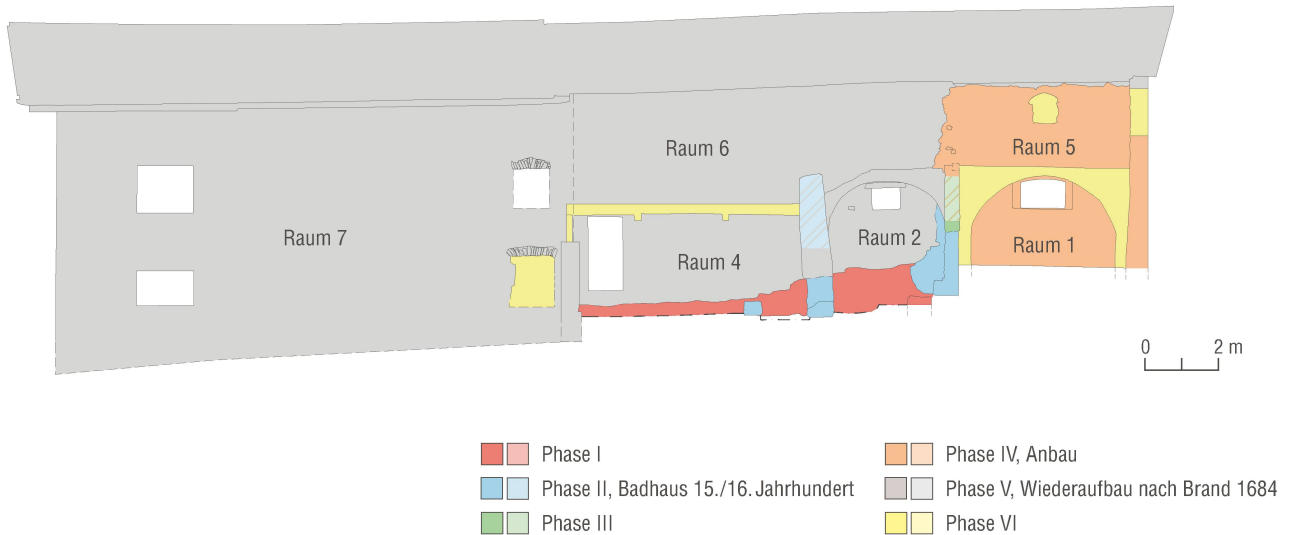 Raum 6
Raum 5
Raum 7
Raum 4
Raum 2
Raum 1
0 2 m
Phase I
Phase II, Badhaus 15./16. Jahrhundert
Phase III
Phase IV, Anbau
Phase V, Wiederaufbau nach Brand 1684
Phase VI